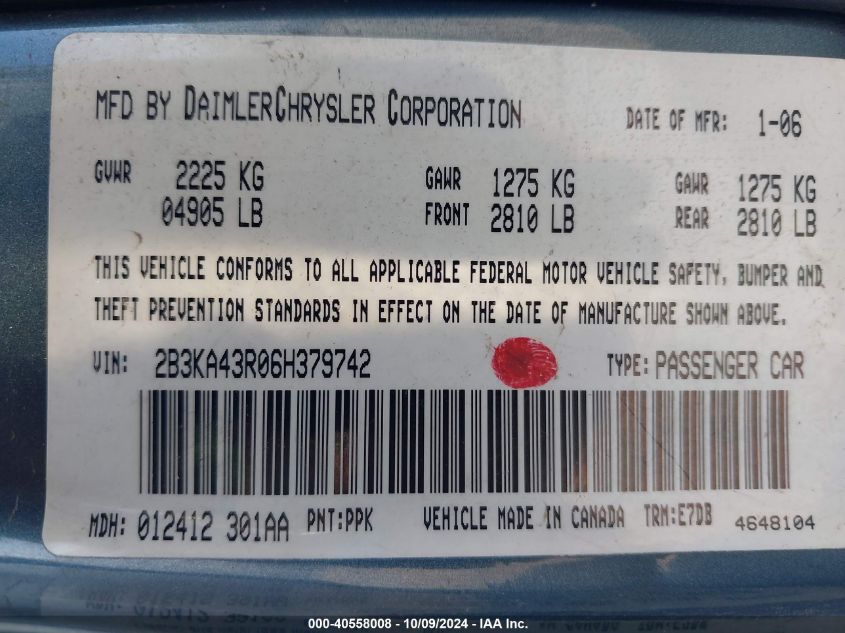 MFD BY DAIMLERCHRYSLER CORPORATION DATE OF MFR: 1-06
GVWR 2225 KG GAWR 1275 KG GAWR 1275 KG
04905 LB FRONT 2810 LB REAR 2810 LB
THIS VEHICLE CONFORMS TO ALL APPLICABLE FEDERAL MOTOR VEHICLE SAFETY, BUMPER AND
THEFT PREVENTION STANDARDS IN EFFECT ON THE DATE OF MANUFACTURE SHOWN ABOVE.
VIN: 2B3KA43R06H379742 TYPE: PASSENGER CAR
MDH: 012412 301AA PNT:PPK VEHICLE MADE IN CANADA TRM:E7DB 4648104
000-40558008 - 10/09/2024 - IAA Inc.